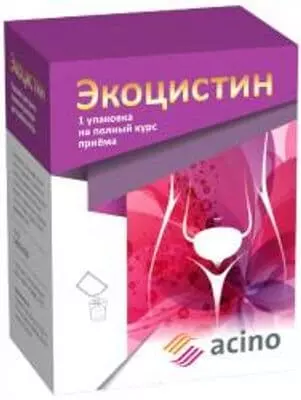 Экоцистин
1 упаковка
на полный курс
приёма
acino